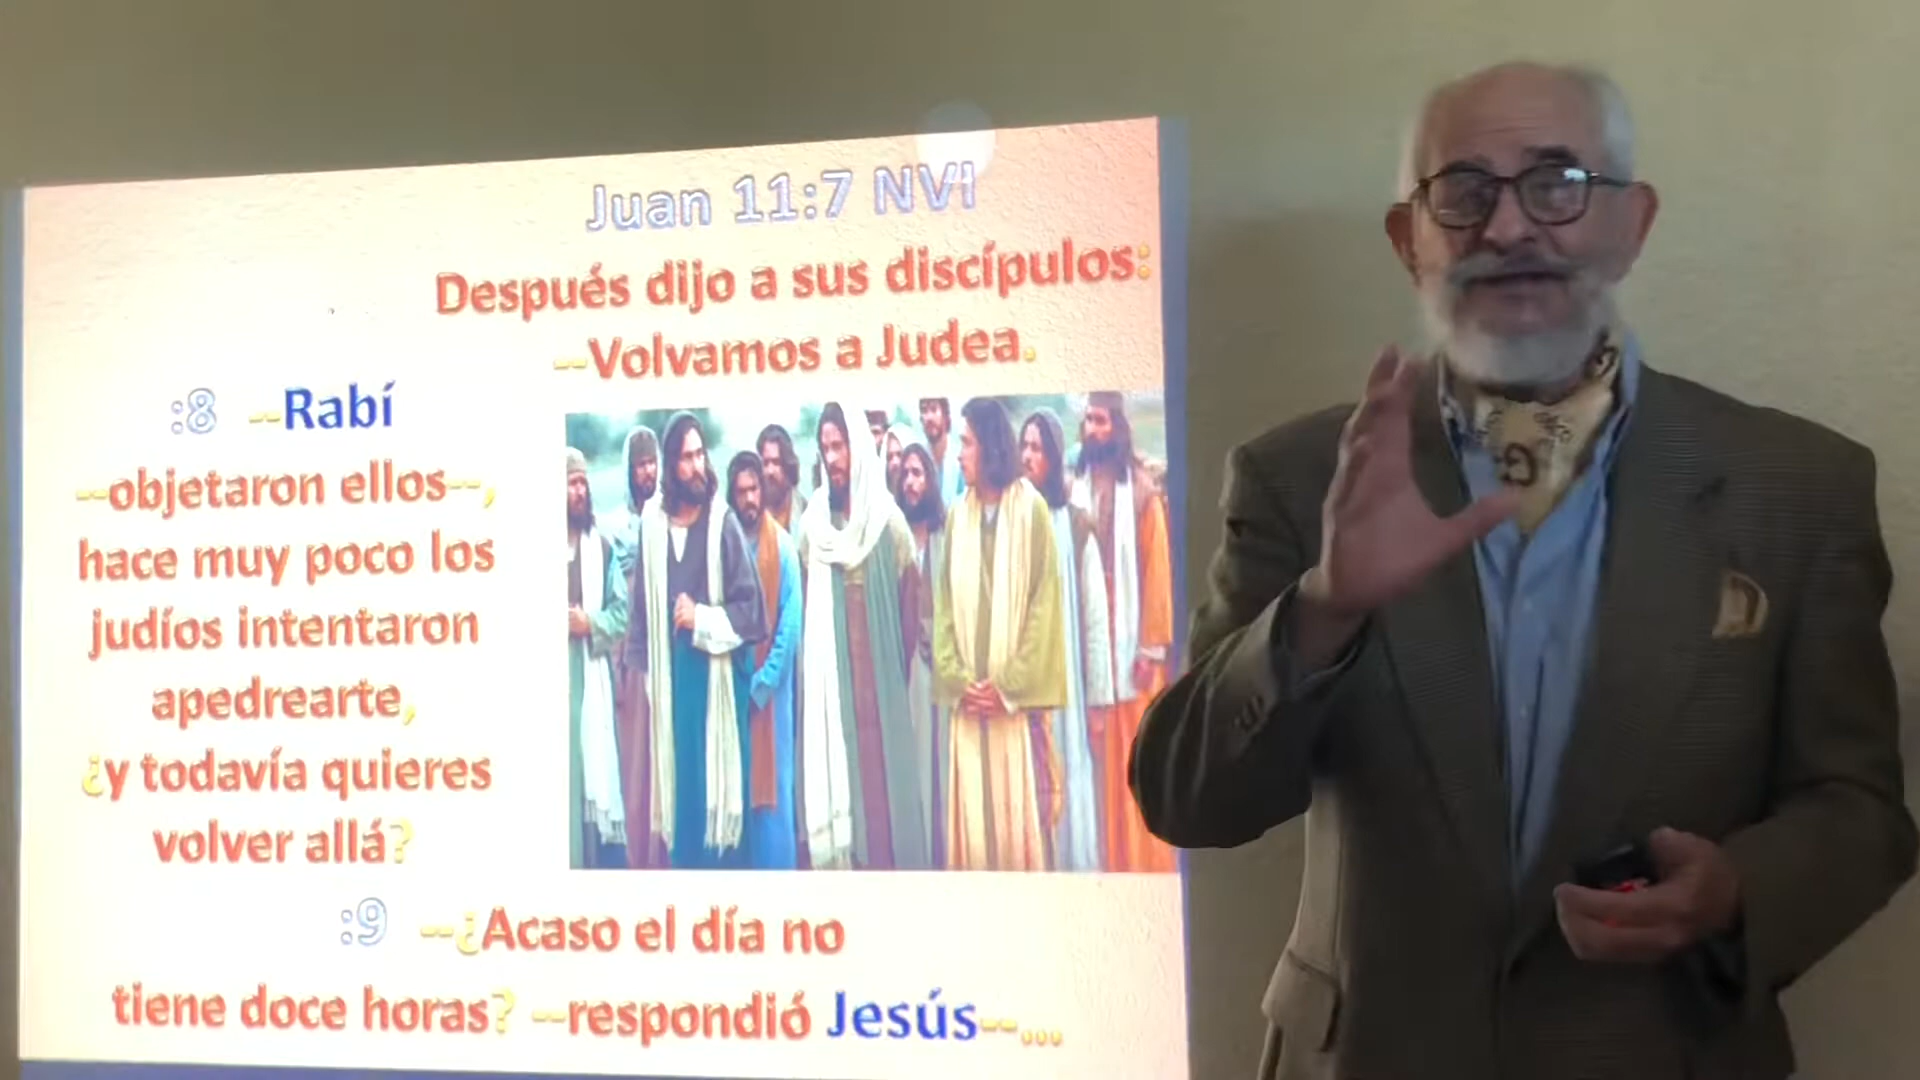 Juan 11:7 NVI
Después dijo a sus discípulos:
--Volvamos a Judea.
:8 --Rabí
--objetaron ellos--,
hace muy poco los
judíos intentaron
apedrearte,
¿y todavía quieres
volver allá?
:9 --¿Acaso el día no
tiene doce horas? --respondió Jesús--...